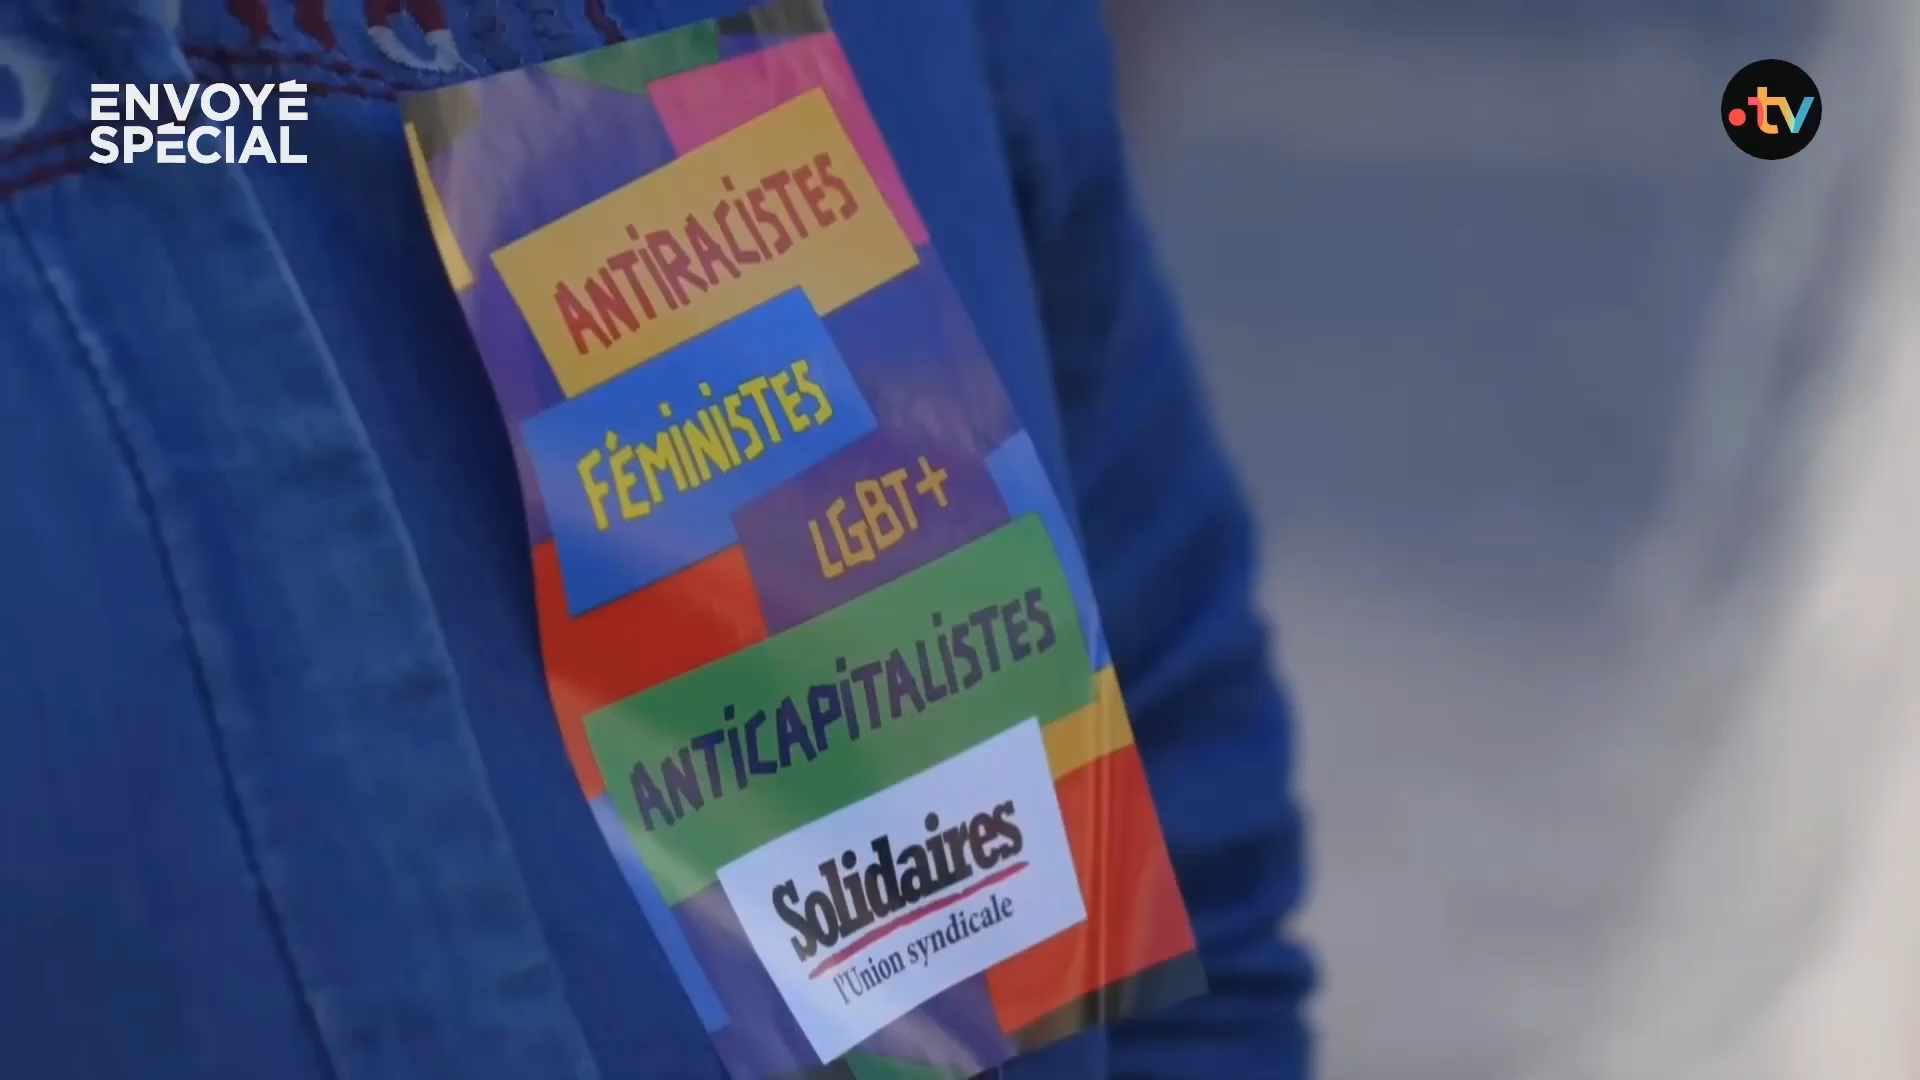 ENVOYÉ
SPÉCIAL
.tv
ANTIRACISTES
FÉMINISTES
LGBT+
ANTICAPITALISTES
Solidaires
l'Union syndicale